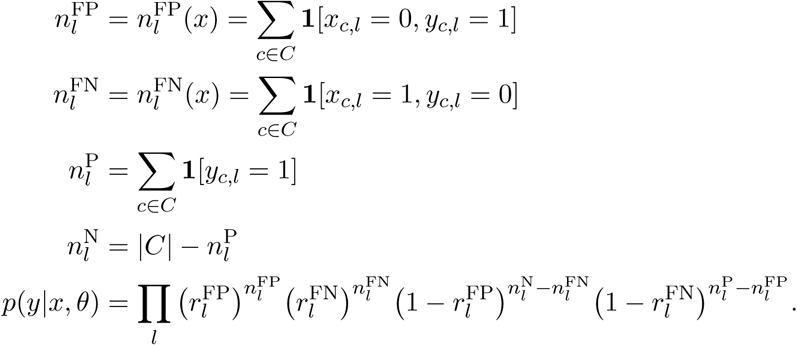 n_l^{FP} = n_l^{FP}(x) = \sum_{c \in C} \mathbf{1}[x_{c,l} = 0, y_{c,l} = 1]
n_l^{FN} = n_l^{FN}(x) = \sum_{c \in C} \mathbf{1}[x_{c,l} = 1, y_{c,l} = 0]
n_l^{P} = \sum_{c \in C} \mathbf{1}[y_{c,l} = 1]
n_l^{N} = |C| - n_l^{P}
p(y|x, \theta) = \prod_l (r_l^{FP})^{n_l^{FP}} (r_l^{FN})^{n_l^{FN}} (1 - r_l^{FP})^{n_l^{N} - n_l^{FN}} (1 - r_l^{FN})^{n_l^{P} - n_l^{FP}}.